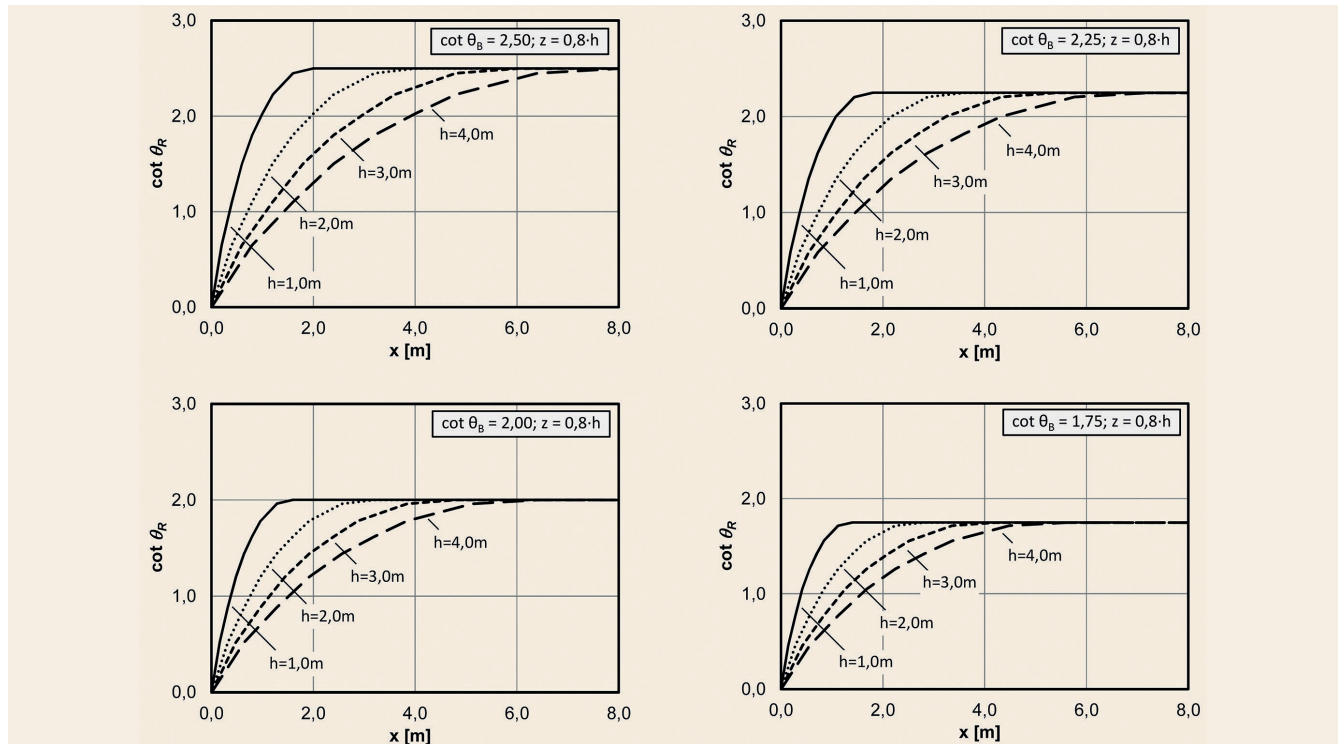 cot θB = 2,50; z = 0,8·h
3,0
2,0
1,0
0,0
cot θR
h=4,0m
h=3,0m
h=2,0m
h=1,0m
0,0 2,0 4,0 6,0 8,0
x [m]
cot θB = 2,25; z = 0,8·h
3,0
2,0
1,0
0,0
cot θR
h=4,0m
h=3,0m
h=2,0m
h=1,0m
0,0 2,0 4,0 6,0 8,0
x [m]
cot θB = 2,00; z = 0,8·h
3,0
2,0
1,0
0,0
cot θR
h=4,0m
h=3,0m
h=2,0m
h=1,0m
0,0 2,0 4,0 6,0 8,0
x [m]
cot θB = 1,75; z = 0,8·h
3,0
2,0
1,0
0,0
cot θR
h=4,0m
h=3,0m
h=2,0m
h=1,0m
0,0 2,0 4,0 6,0 8,0
x [m]